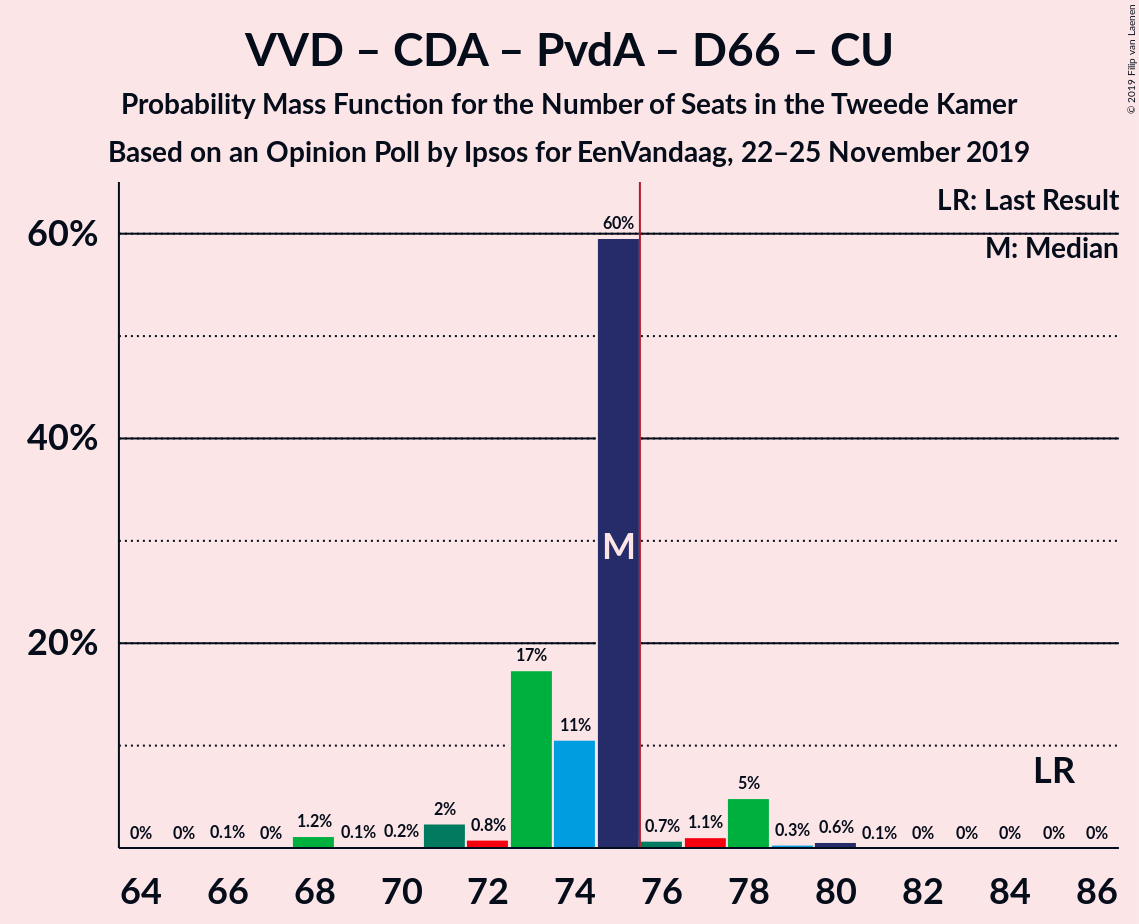 VVD – CDA – PvdA – D66 – CU
Probability Mass Function for the Number of Seats in the Tweede Kamer
Based on an Opinion Poll by Ipsos for EenVandaag, 22–25 November 2019
© 2019 Filip van Laenen
LR: Last Result
M: Median
60%
40%
20%
0% 0% 0.1% 0% 1.2% 0.1% 0.2% 2% 0.8% 17% 11% 60% 0.7% 1.1% 5% 0.3% 0.6% 0.1% 0% 0% 0% 0% 0%
M
LR
64 66 68 70 72 74 76 78 80 82 84 86